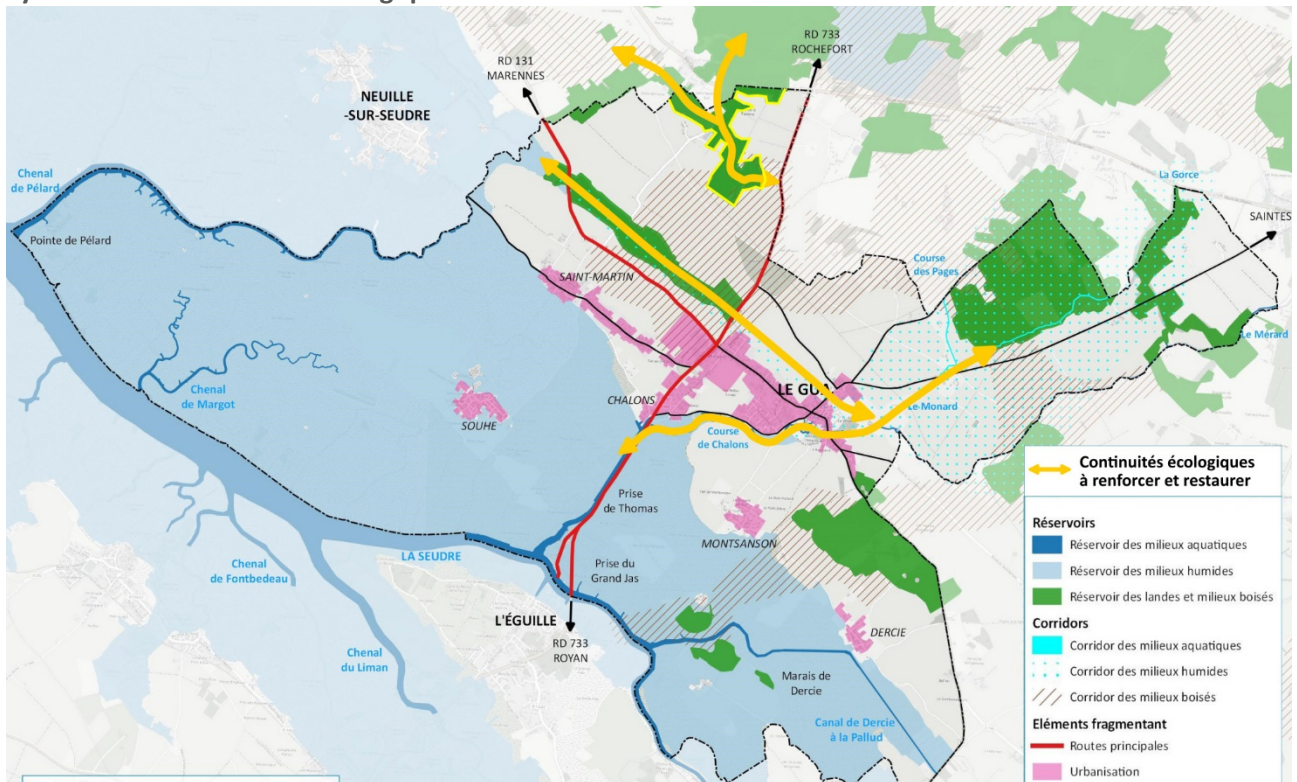 RD 733
ROCHEFORT
RD 131
MARENNES
NEUILLE
-SUR-SEUDRE
Chenal
de Pélard
La Gorce
SAINTES
Pointe de Pélard
Course
des Pages
SAINT-MARTIN
Le Mérard
Chenal
de Margot
LE GUA
CHALONS
Le Monard
SOUHE
Course
de Chalons
Prise
de Thomas
MONTSANSON
LA SEUDRE
Chenal
de Fontbedeau
Prise du
Grand Jas
L'ÉGUILLE
DERCIE
RD 733
ROYAN
Chenal
du Liman
Marais de
Dercie
Canal de Dercie
à la Pallud
Continuités écologiques
à renforcer et restaurer
Réservoirs
Réservoir des milieux aquatiques
Réservoir des milieux humides
Réservoir des landes et milieux boisés
Corridors
Corridor des milieux aquatiques
Corridor des milieux humides
Corridor des milieux boisés
Eléments fragmentant
Routes principales
Urbanisation